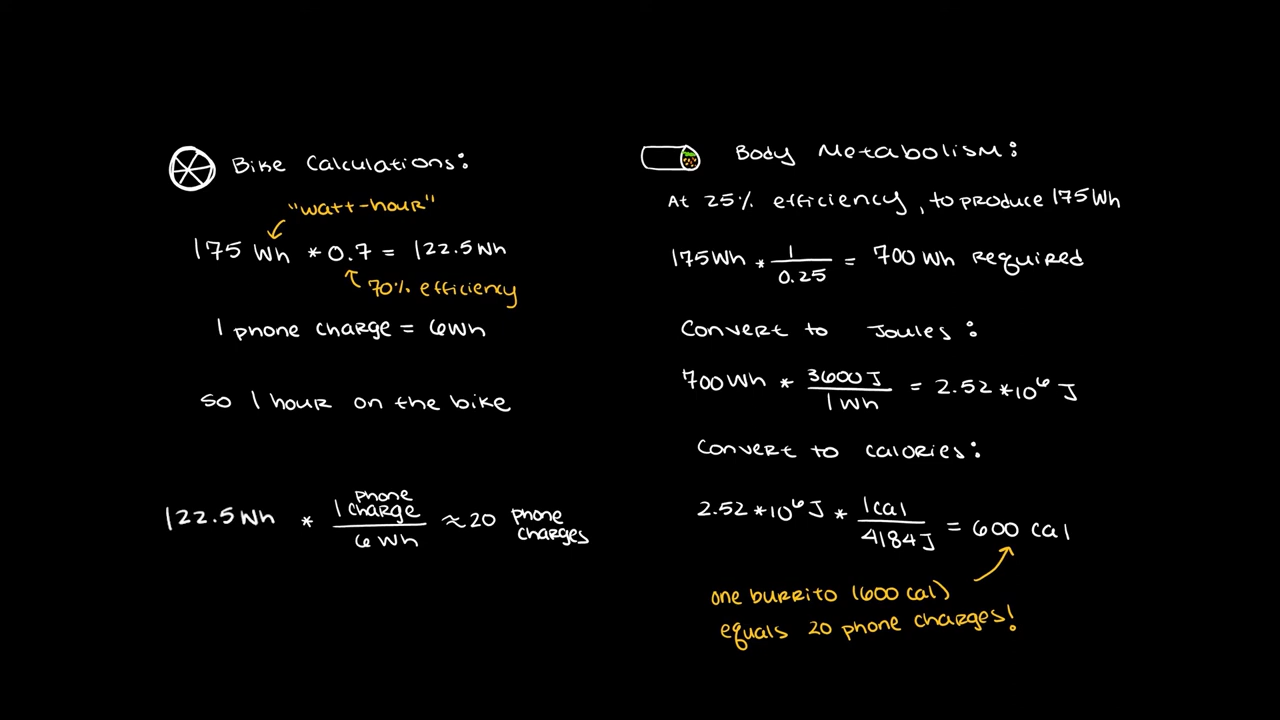 Bike Calculations:
"watt-hour"
175 Wh * 0.7 = 122.5 Wh
70% efficiency
1 phone charge = 6Wh
so 1 hour on the bike
122.5 Wh * 1 phone charge / 6 Wh ≈ 20 phone charges
Body Metabolism:
At 25% efficiency, to produce 175 Wh
175 Wh * 1 / 0.25 = 700 Wh required
Convert to Joules:
700 Wh * 3600 J / 1 Wh = 2.52 * 10^6 J
Convert to calories:
2.52 * 10^6 J * 1 cal / 4184 J = 600 cal
one burrito (600 cal)
equals 20 phone charges!